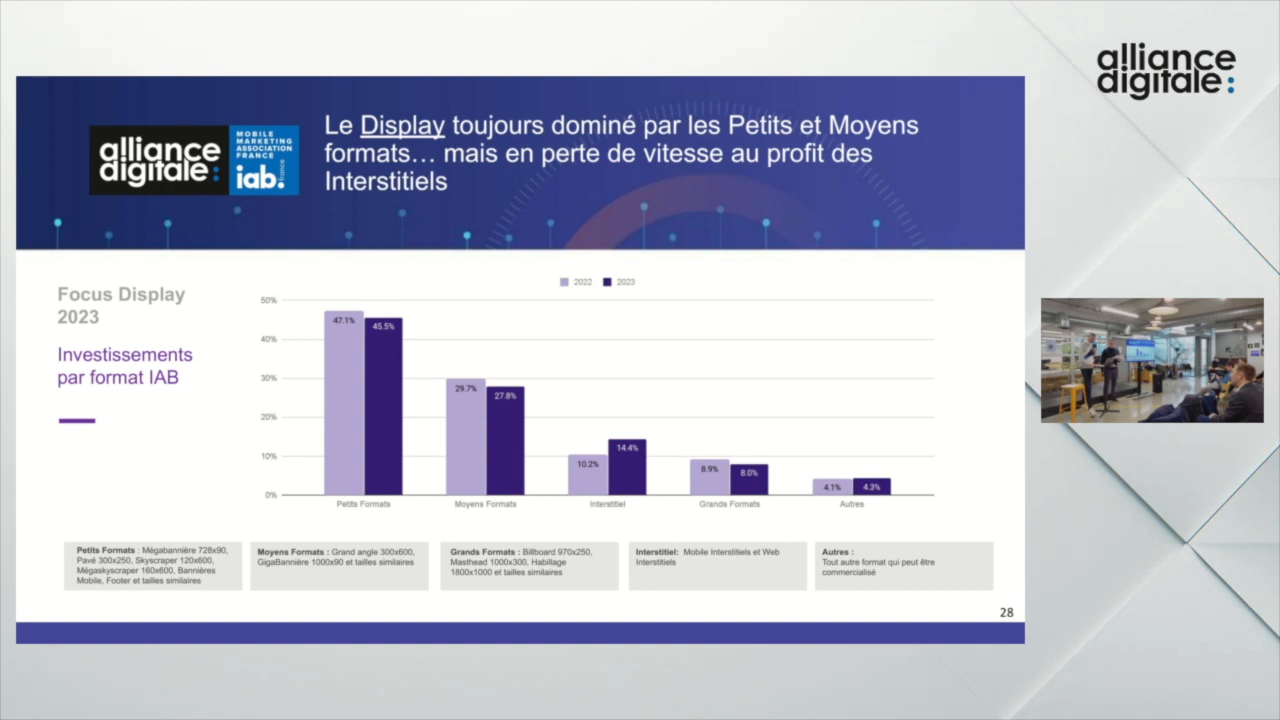 alliance
digitale:
alliance
digitale:
MOBILE
MARKETING
ASSOCIATION
FRANCE
iab.
france
Le Display toujours dominé par les Petits et Moyens
formats… mais en perte de vitesse au profit des
Interstitiels
Focus Display
2023
Investissements
par format IAB
2022 2023
50%
40%
30%
20%
10%
0%
47.1% 45.5%
29.7% 27.8%
10.2% 14.4%
8.9% 8.0%
4.1% 4.3%
Petits Formats Moyens Formats Interstitiel Grands Formats Autres
Petits Formats : Mégabannière 728x90,
Pavé 300x250, Skyscraper 120x600,
Mégaskyscraper 160x600, Bannières
Mobile, Footer et tailles similaires
Moyens Formats : Grand angle 300x600,
GigaBannière 1000x90 et tailles similaires
Grands Formats : Billboard 970x250,
Masthead 1000x300, Habillage
1800x1000 et tailles similaires
Interstitiel: Mobile Interstitiels et Web
Interstitiels
Autres :
Tout autre format qui peut être
commercialisé
28